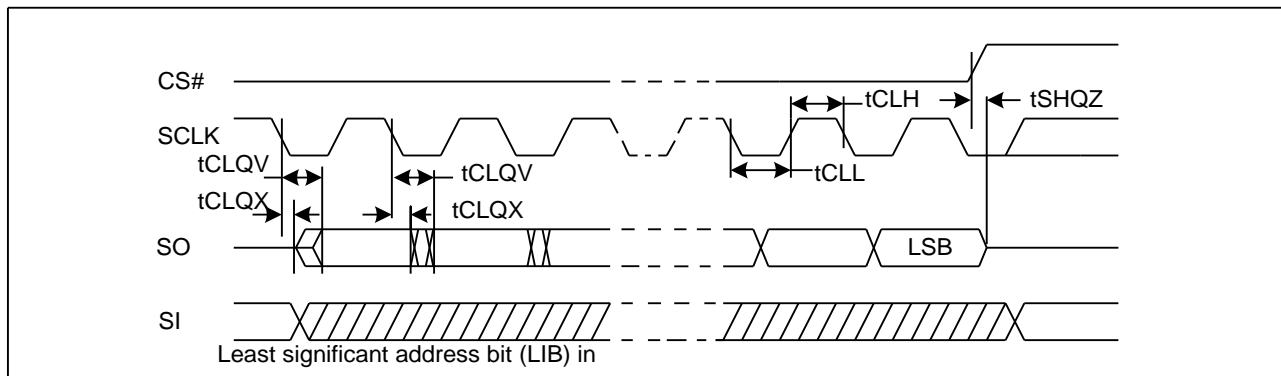 CS#
tCLH
tSHQZ
SCLK
tCLQV
tCLQV
tCLL
tCLQX
tCLQX
SO
LSB
SI
Least significant address bit (LIB) in